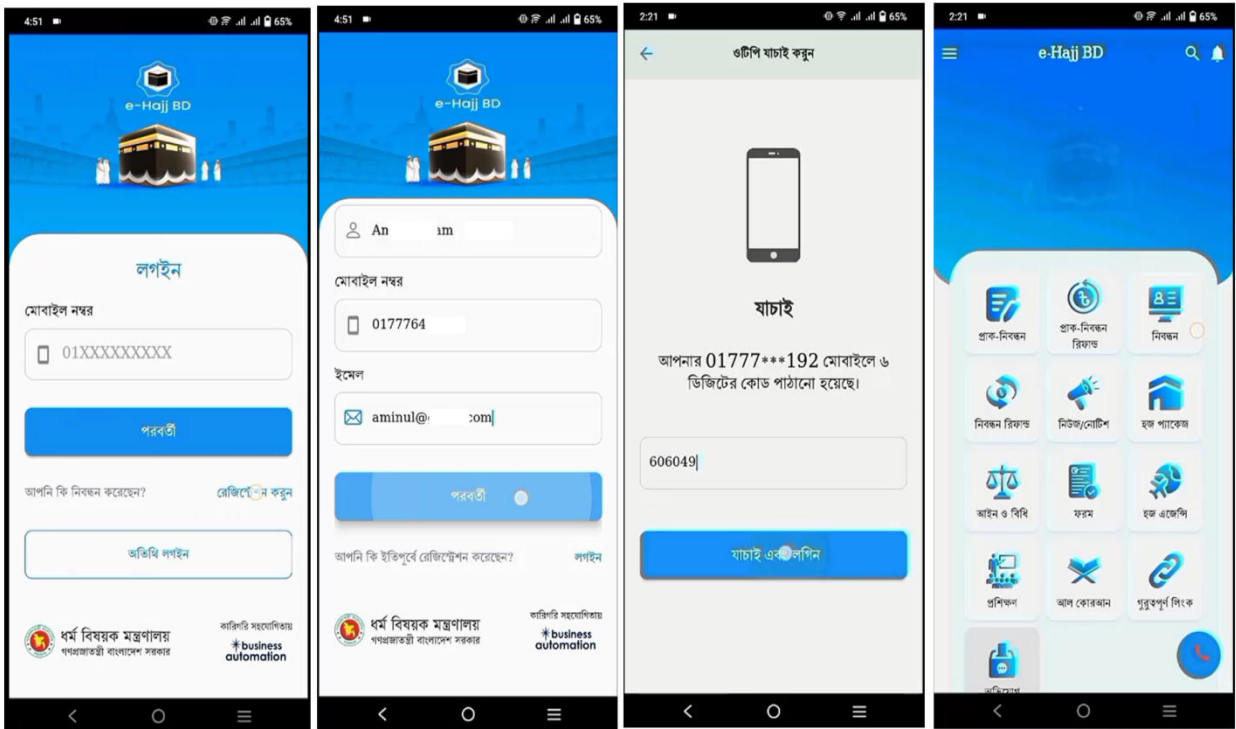 4:51
65%
e-Hajj BD
লগইন
মোবাইল নম্বর
01XXXXXXXXX
পরবর্তী
আপনি কি নিবন্ধন করেছেন?
করুন
অতিথি লগইন
ধর্ম বিষয়ক মন্ত্রণালয়
গণপ্রজাতন্ত্রী বাংলাদেশ সরকার
কারিগরি সহযোগিতায়
business
automation
4:51
65%
e-Hajj BD
An am
মোবাইল নম্বর
0177764
ইমেল
aminul@ com
পরবর্তী
আপনি কি ইতিপূর্বে রেজিস্ট্রেশন করেছেন?
লগইন
ধর্ম বিষয়ক মন্ত্রণালয়
গণপ্রজাতন্ত্রী বাংলাদেশ সরকার
কারিগরি সহযোগিতায়
business
automation
2:21
65%
ওটিপি যাচাই করুন
যাচাই
আপনার 01777***192 মোবাইলে ৬
ডিজিটের কোড পাঠানো হয়েছে।
606049
যাচাই এবং লগিন
2:21
65%
e-Hajj BD
প্রাক-নিবন্ধন
প্রাক-নিবন্ধন
রিফান্ড
নিবন্ধন
নিবন্ধন রিফান্ড
নিউজ/নোটিশ
হজ প্যাকেজ
আইন ও বিধি
ফরম
হজ এজেন্সি
প্রশিক্ষণ
আল কোরআন
গুরুত্বপূর্ণ লিংক